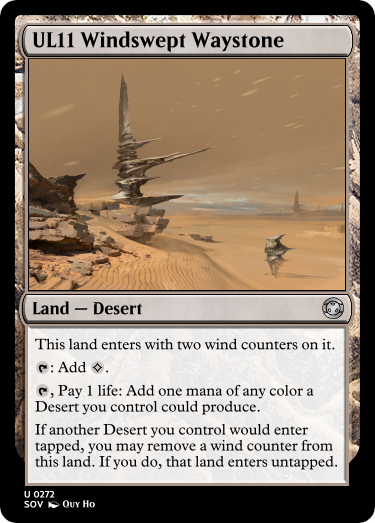 UL11 Windswept Waystone
Land — Desert
This land enters with two wind counters on it.
: Add .
, Pay 1 life: Add one mana of any color a
Desert you control could produce.
If another Desert you control would enter
tapped, you may remove a wind counter from
this land. If you do, that land enters untapped.
U 0272
SOV Ouy Ho